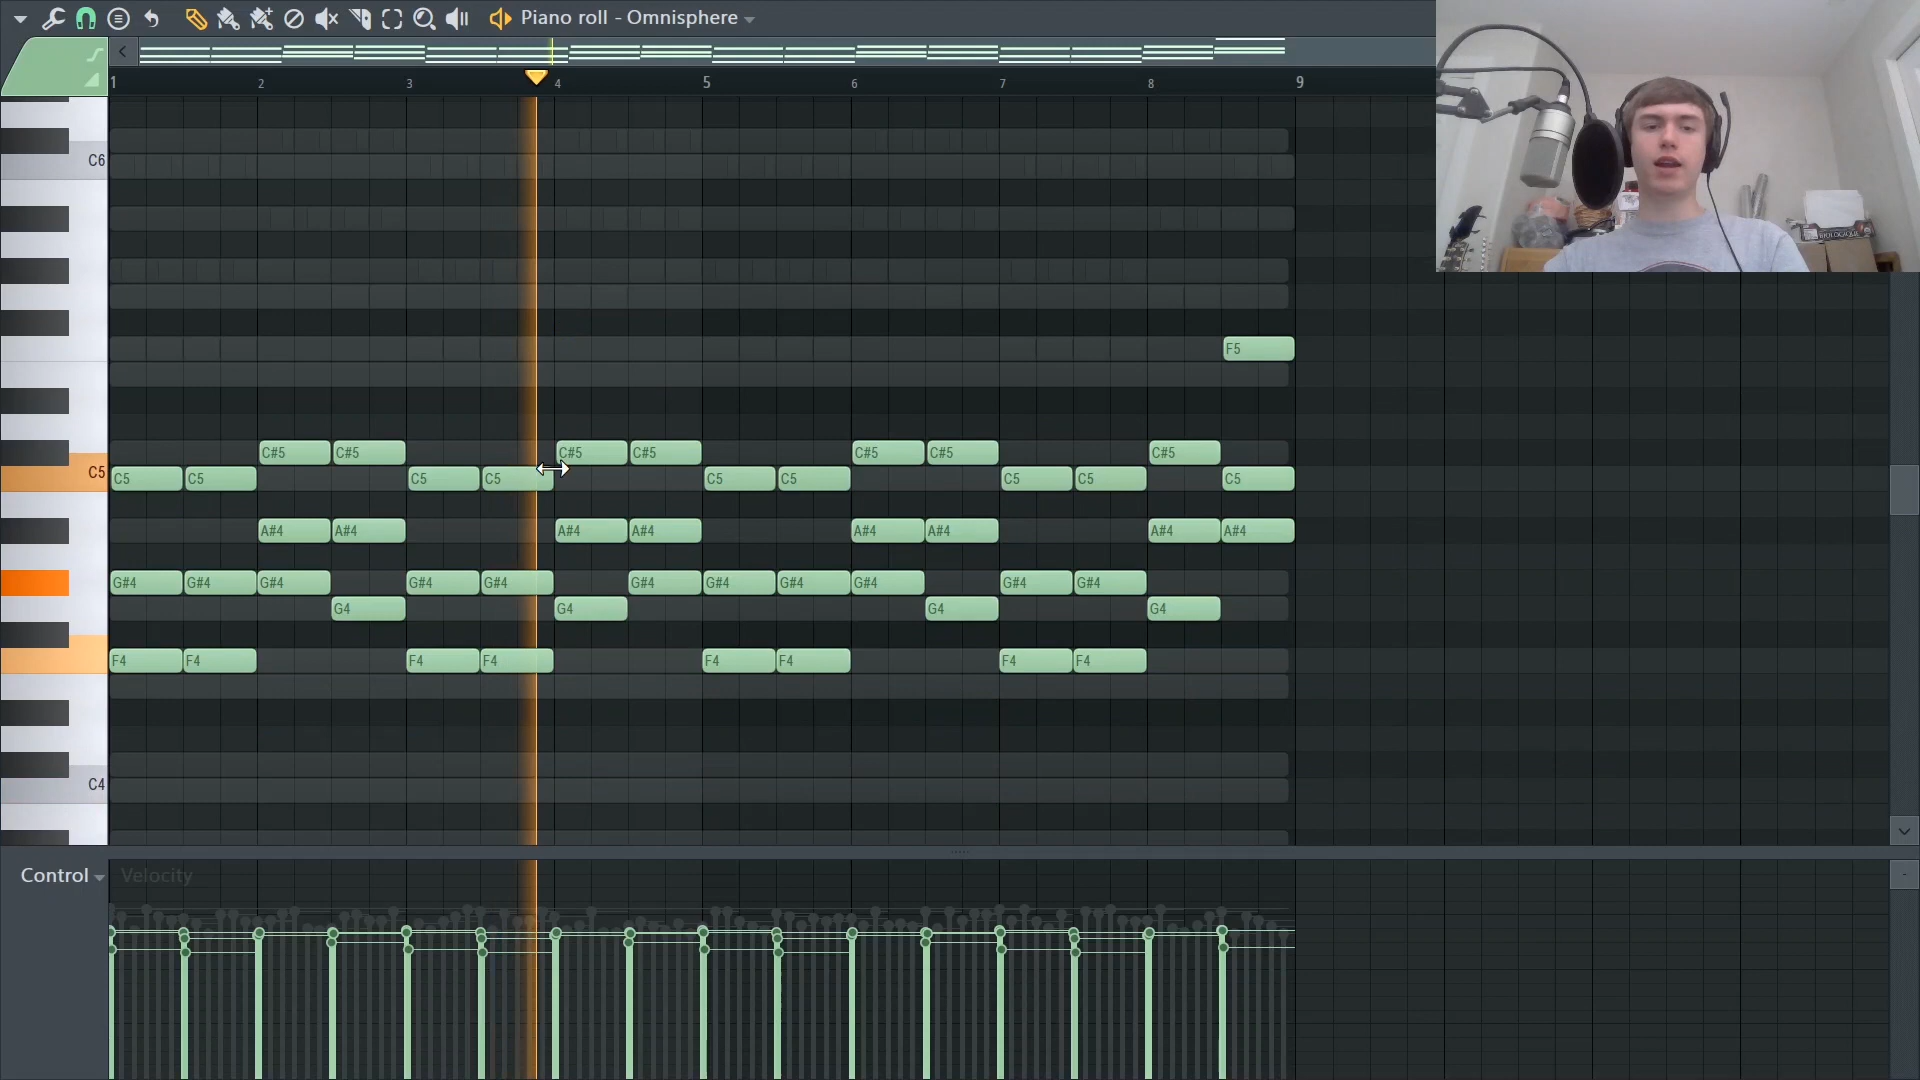 Piano roll - Omnisphere
1 2 3 4 5 6 7 8 9
C6
BIOLOGIQUE
F5
C#5 C#5 C#5 C#5 C#5 C#5 C#5
C5 C5 C5 C5 C5 C5 C5 C5 C5 C5
A#4 A#4 A#4 A#4 A#4 A#4 A#4 A#4
G#4 G#4 G#4 G#4 G#4 G#4 G#4 G#4 G#4 G#4 G#4
G4 G4 G4 G4
F4 F4 F4 F4 F4 F4 F4 F4
C4
Control Velocity